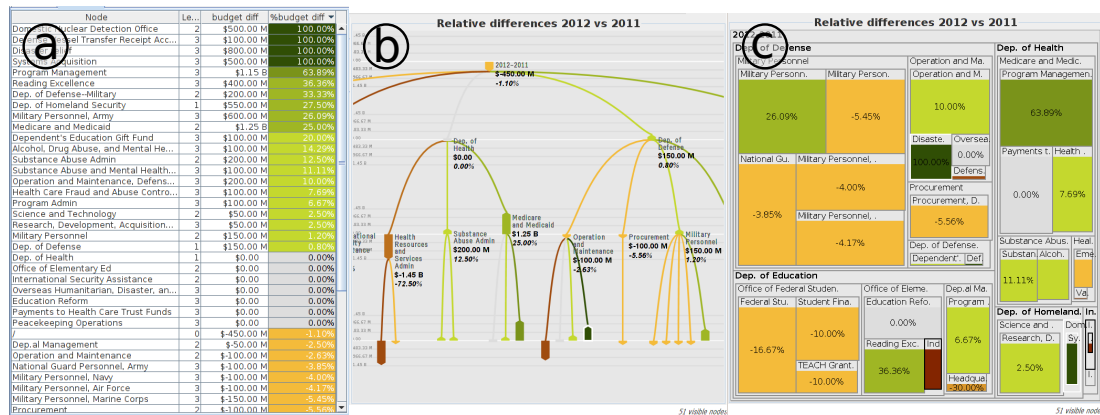 Node Le... budget diff %budget diff
Domestic Nuclear Detection Office 2 $500.00 M 100.00%
Vessel Transfer Receipt Acc... 3 $100.00 M 100.00%
3 $800.00 M 100.00%
Acquisition 3 $500.00 M 100.00%
Program Management 3 $1.15 B 63.89%
Reading Excellence 3 $400.00 M 36.36%
Dep. of Defense--Military 2 $200.00 M 33.33%
Dep. of Homeland Security 1 $550.00 M 27.50%
Military Personnel, Army 3 $600.00 M 26.09%
Medicare and Medicaid 2 $1.25 B 25.00%
Dependent's Education Gift Fund 3 $100.00 M 20.00%
Alcohol, Drug Abuse, and Mental He... 3 $100.00 M 14.29%
Substance Abuse Admin 2 $200.00 M 12.50%
Substance Abuse and Mental Health... 3 $100.00 M 11.11%
Operation and Maintenance, Defens... 3 $200.00 M 10.00%
Health Care Fraud and Abuse Contro... 3 $100.00 M 7.69%
Program Admin 3 $100.00 M 6.67%
Science and Technology 2 $50.00 M 2.50%
Research, Development, Acquisition... 3 $50.00 M 2.50%
Military Personnel 2 $150.00 M 1.20%
Dep. of Defense 1 $150.00 M 0.80%
Dep. of Health 1 $0.00 0.00%
Office of Elementary Ed 2 $0.00 0.00%
International Security Assistance 2 $0.00 0.00%
Overseas Humanitarian, Disaster, an... 3 $0.00 0.00%
Education Reform 3 $0.00 0.00%
Payments to Health Care Trust Funds 3 $0.00 0.00%
Peacekeeping Operations 3 $0.00 0.00%
/ 0 $-450.00 M -1.10%
Dep.al Management 2 $-50.00 M -2.50%
Operation and Maintenance 2 $-100.00 M -2.63%
National Guard Personnel, Army 3 $-100.00 M -3.85%
Military Personnel, Navy 3 $-100.00 M -4.00%
Military Personnel, Air Force 3 $-100.00 M -4.17%
Military Personnel, Marine Corps 3 $-150.00 M -5.45%
Procurement 2 $-100.00 M -5.56%
a
Relative differences 2012 vs 2011
b
2012-2011
$-450.00 M
-1.10%
Dep. of
Health
$0.00
0.00%
Dep. of
Defense
$150.00 M
0.80%
Health
Resources
and
Services
Admin
$-1.45 B
-72.50%
Substance
Abuse Admin
$200.00 M
12.50%
Medicare
and Medicaid
$1.25 B
25.00%
Operation
and
Maintenance
$-100.00 M
-2.63%
Procurement
$-100.00 M
-5.56%
Military
Personnel
$150.00 M
1.20%
51 visible nodes
Relative differences 2012 vs 2011
c
2012-2011
Dep. of Defense
Military Personnel
Military Personn.
26.09%
Military Person.
-5.45%
National Gu.
-3.85%
Military Personnel, .
-4.00%
Military Personnel, .
-4.17%
Operation and Ma.
Operation and M.
10.00%
Disaste.
100.00%
Oversea.
0.00%
Defens.
Procurement
Procurement, D.
-5.56%
Dep. of Defense.
Dependent'. Def
Dep. of Health
Medicare and Medic.
Program Managemen.
63.89%
Payments t.
0.00%
Health .
7.69%
Substance Abus.
Substan.
11.11%
Alcoh.
Heal.
Eme.
Va.
Dep. of Education
Office of Federal Studen.
Federal Stu.
-16.67%
Student Fina.
-10.00%
TEACH Grant.
-10.00%
Office of Eleme.
Education Refo.
0.00%
Reading Exc.
36.36%
Ind
Dep.al Ma.
Program .
6.67%
Headqua.
-30.00%
Dep. of Homeland.
Science and .
Research, D.
2.50%
Dom
Sy.
In.
51 visible nodes